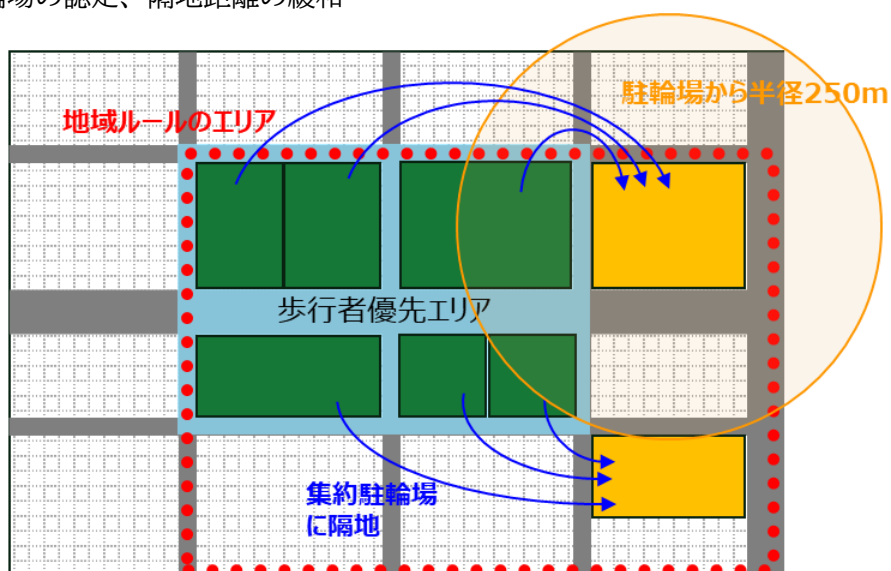 場の認定、隔地距離の緩和
駐輪場から半径250m
地域ルールのエリア
歩行者優先エリア
集約駐輪場
に隔地